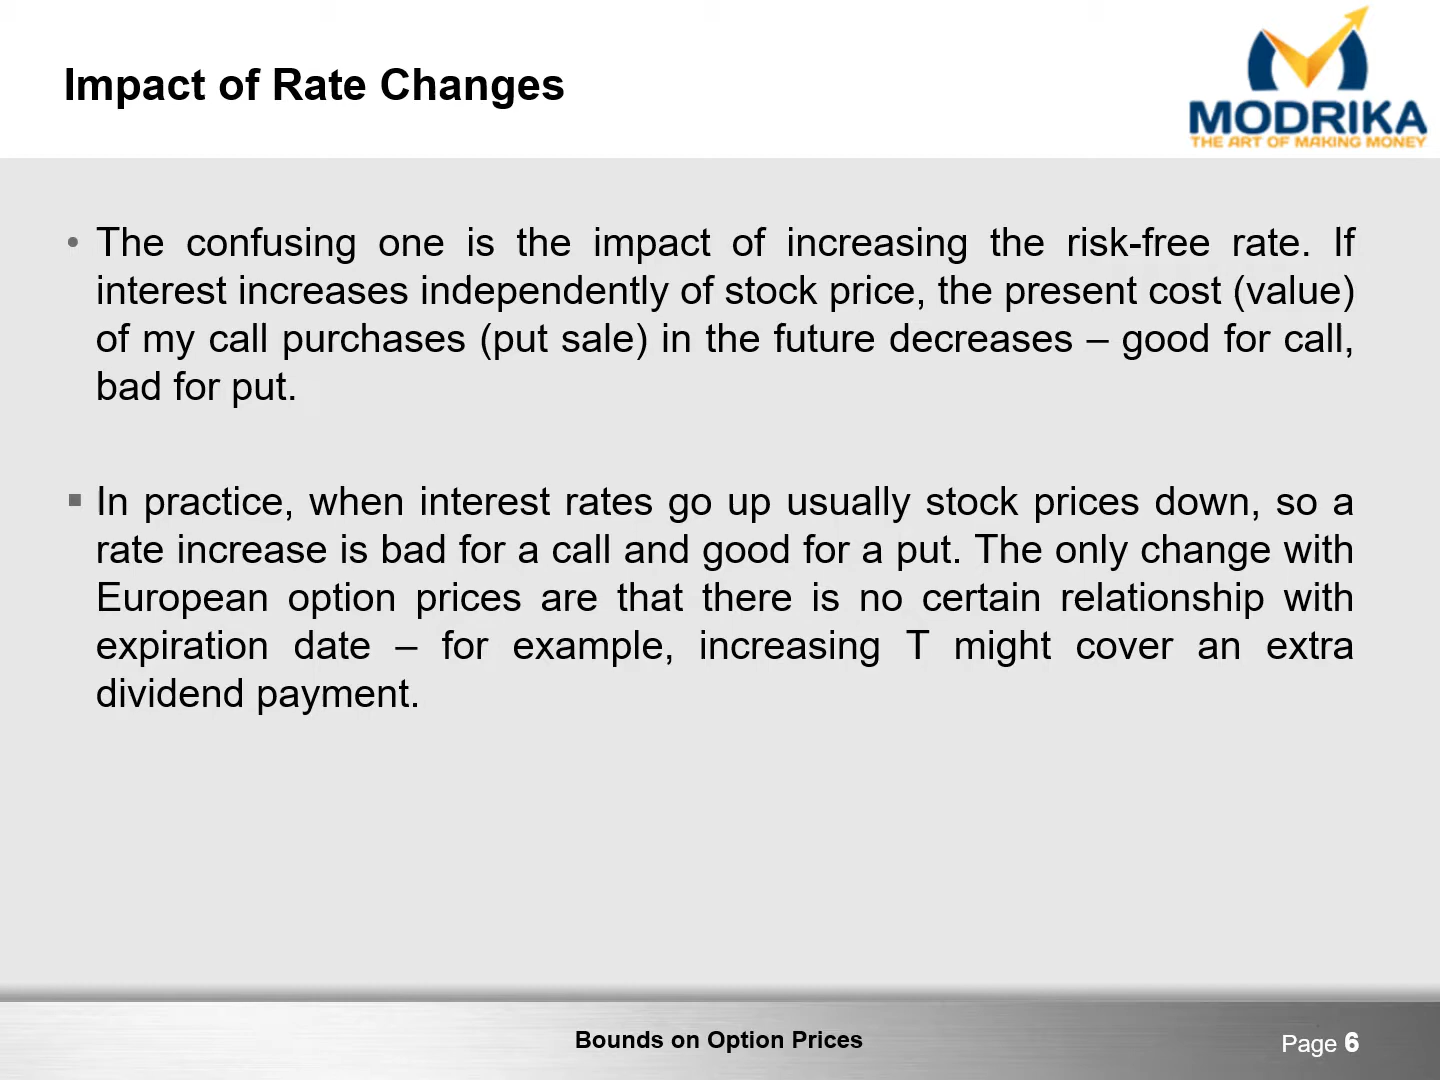 Impact of Rate Changes
MODRIKA
THE ART OF MAKING MONEY
• The confusing one is the impact of increasing the risk-free rate. If
interest increases independently of stock price, the present cost (value)
of my call purchases (put sale) in the future decreases – good for call,
bad for put.
▪ In practice, when interest rates go up usually stock prices down, so a
rate increase is bad for a call and good for a put. The only change with
European option prices are that there is no certain relationship with
expiration date – for example, increasing T might cover an extra
dividend payment.
Bounds on Option Prices
Page 6